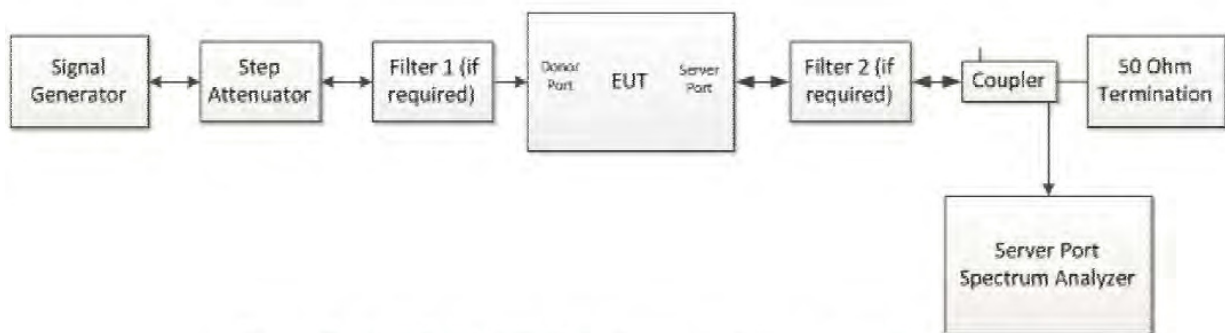 Signal
Generator
Step
Attenuator
Filter 1 (if
required)
Donor
Port
EUT
Server
Port
Filter 2 (if
required)
Coupler
50 Ohm
Termination
Server Port
Spectrum Analyzer